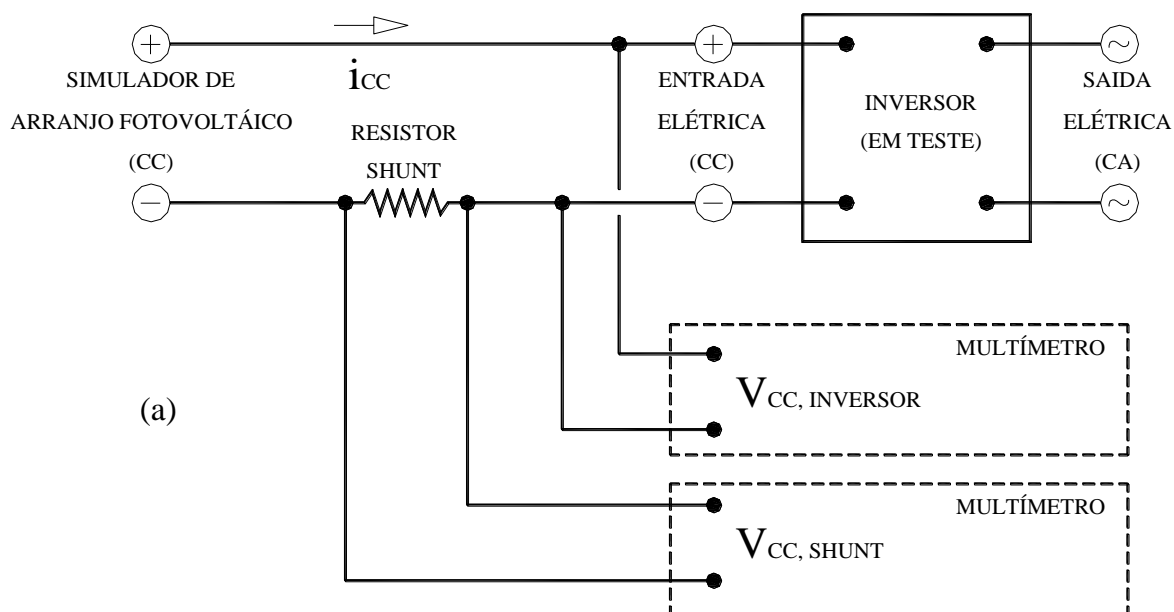 +
iCC
SIMULADOR DE
ARRANJO FOTOVOLTÁICO
(CC)
−
RESISTOR
SHUNT
+
ENTRADA
ELÉTRICA
(CC)
−
INVERSOR
(EM TESTE)
~
SAIDA
ELÉTRICA
(CA)
~
(a)
MULTÍMETRO
VCC, INVERSOR
MULTÍMETRO
VCC, SHUNT